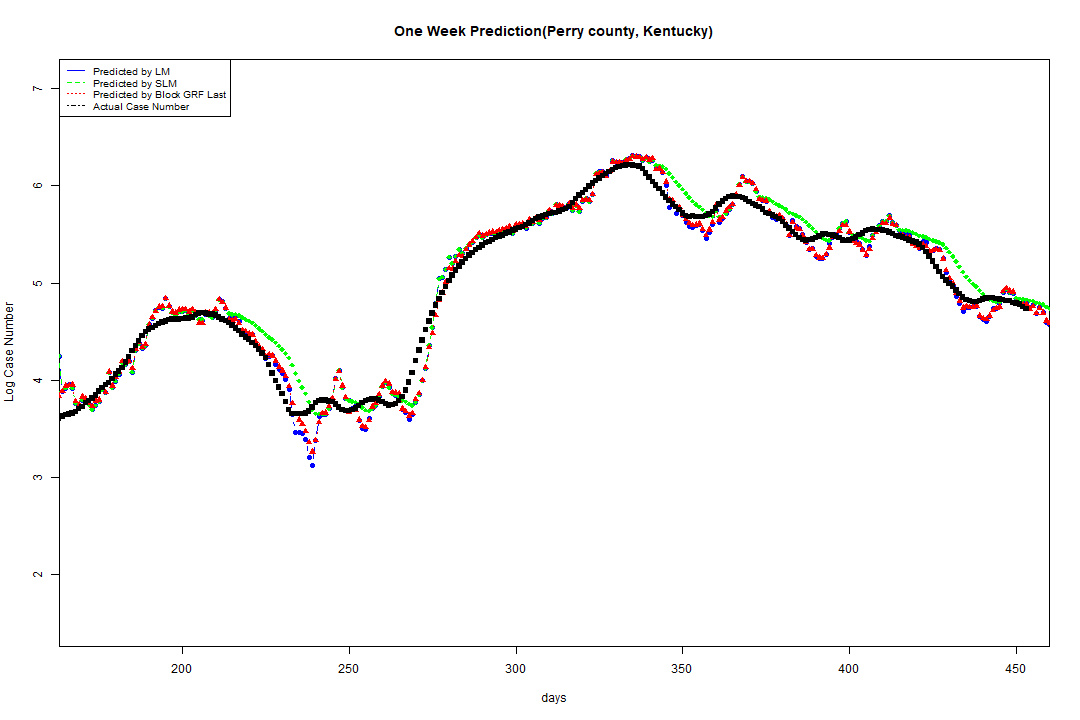 One Week Prediction(Perry county, Kentucky)
Predicted by LM
Predicted by SLM
Predicted by Block GRF Last
Actual Case Number
Log Case Number
7
6
5
4
3
2
200 250 300 350 400 450
days